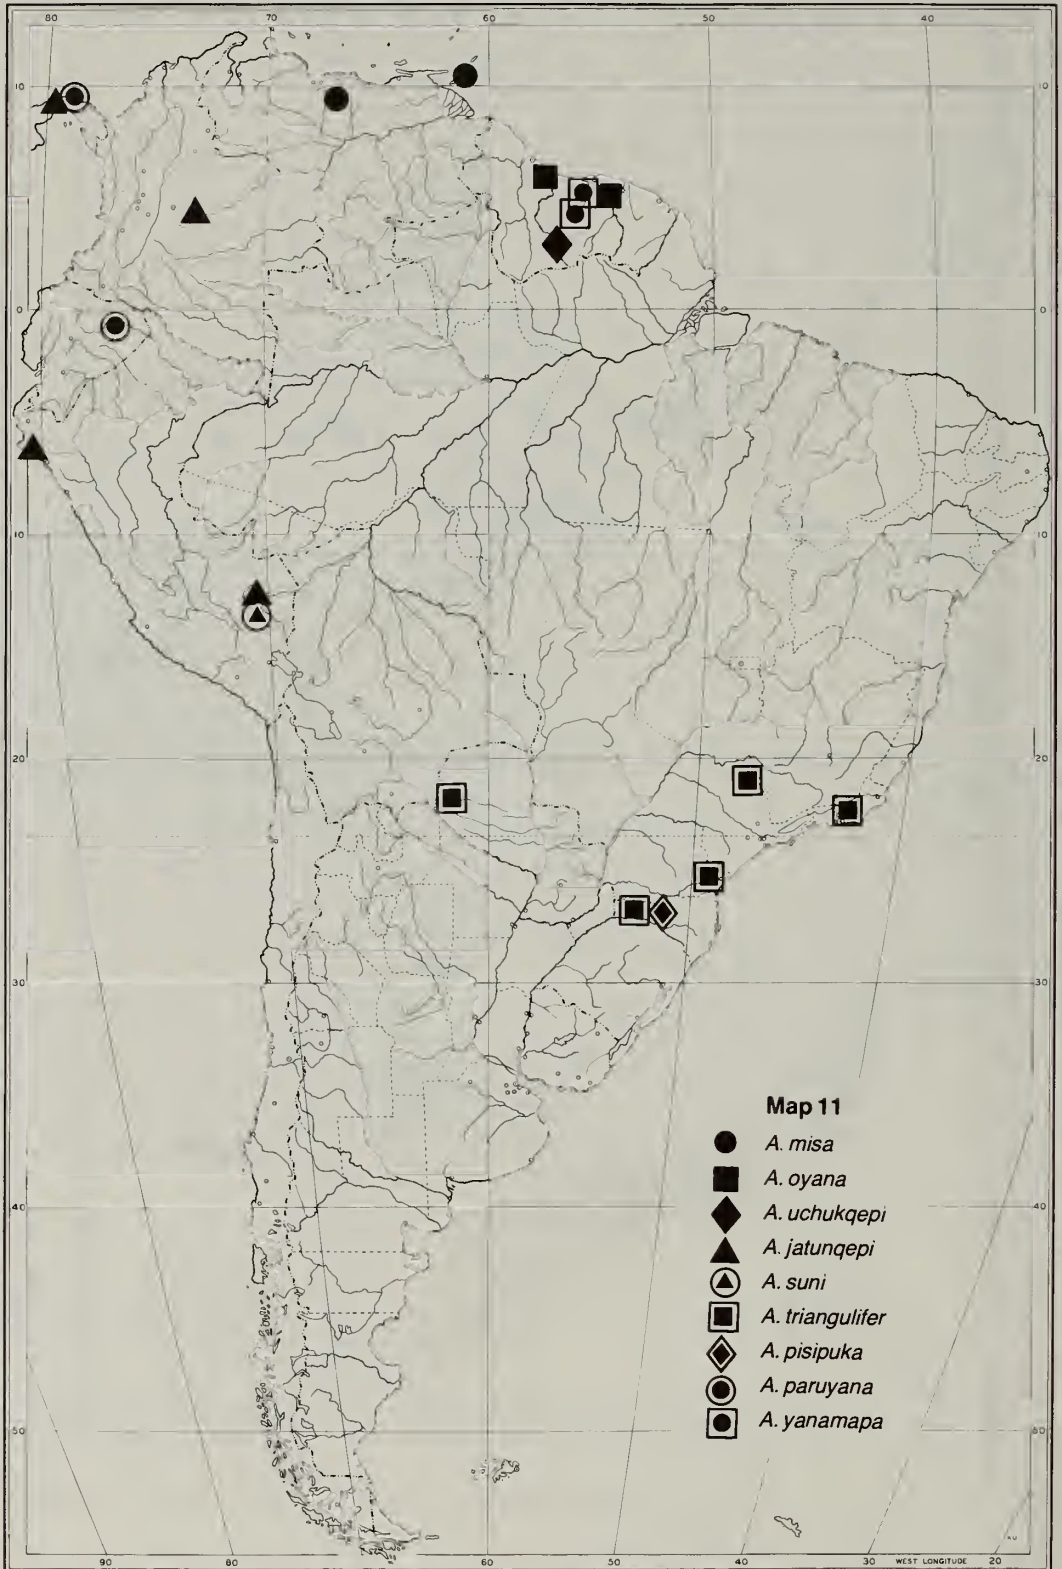 80 70 60 50 40
10 10
0 0
10 10
20 20
30 30
40 40
50 50
Map 11
A. misa
A. oyana
A. uchukqepi
A. jatunqepi
A. suni
A. triangulifer
A. pisipuka
A. paruyana
A. yanamapa
90 80 70 60 50 40 30 WEST LONGITUDE 20